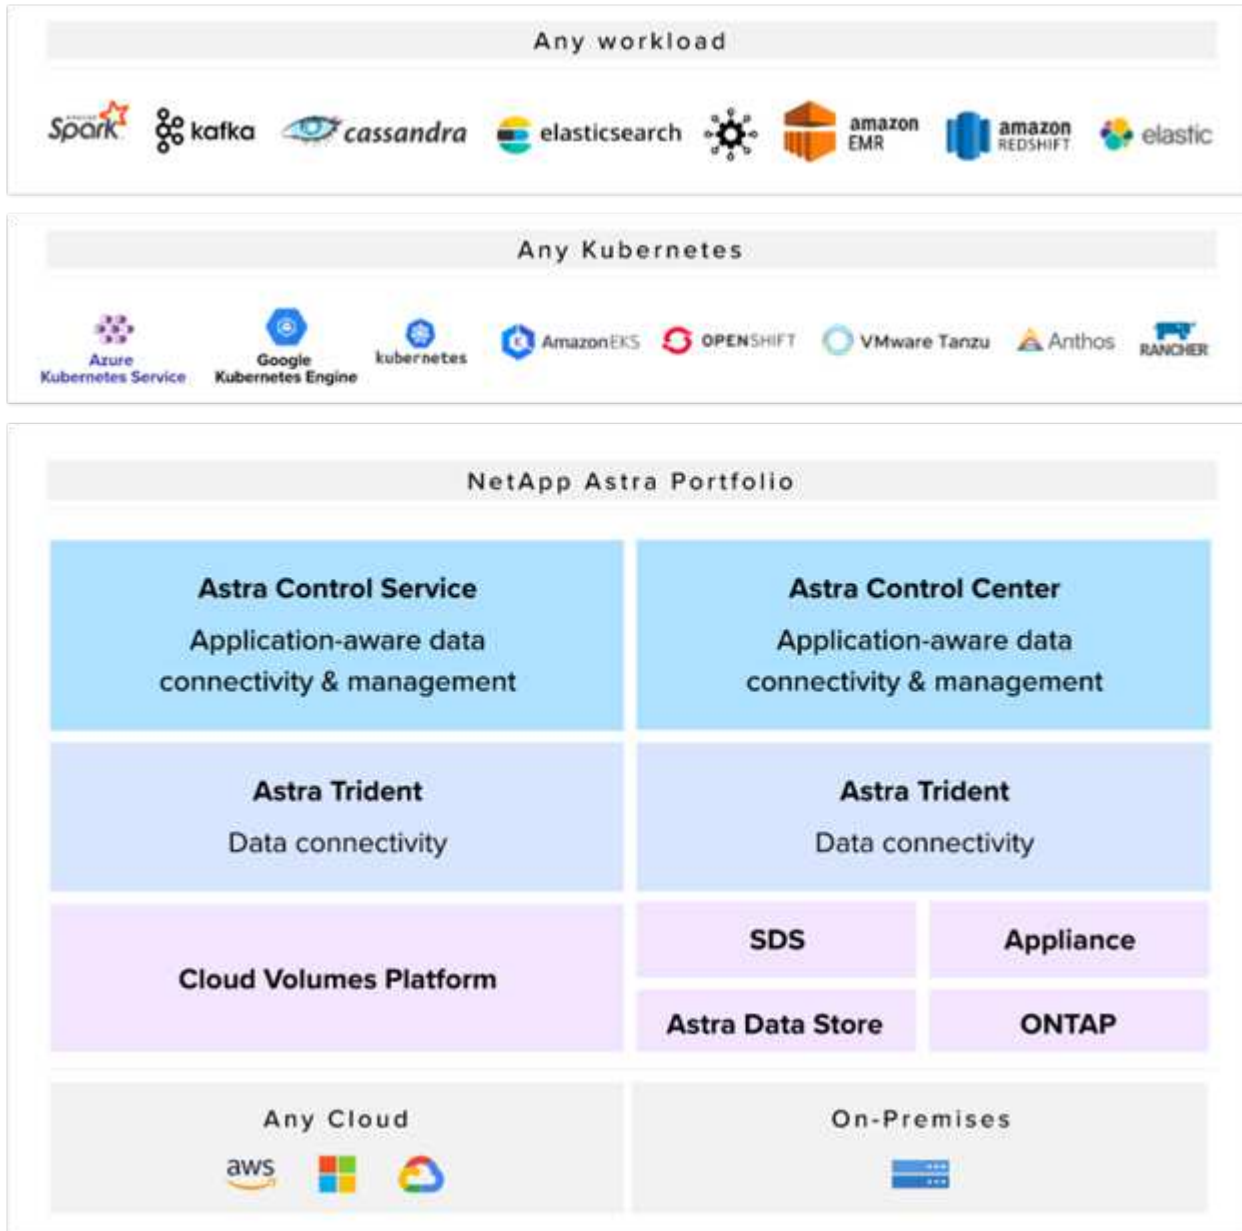 Any workload
APACHE
Spark
kafka
cassandra
elasticsearch
amazon
EMR
amazon
REDSHIFT
elastic
Any Kubernetes
Azure
Kubernetes Service
Google
Kubernetes Engine
kubernetes
Amazon EKS
OPENSHIFT
VMware Tanzu
Anthos
RANCHER
NetApp Astra Portfolio
Astra Control Service
Application-aware data
connectivity & management
Astra Control Center
Application-aware data
connectivity & management
Astra Trident
Data connectivity
Astra Trident
Data connectivity
Cloud Volumes Platform
SDS
Appliance
Astra Data Store
ONTAP
Any Cloud
aws
On-Premises